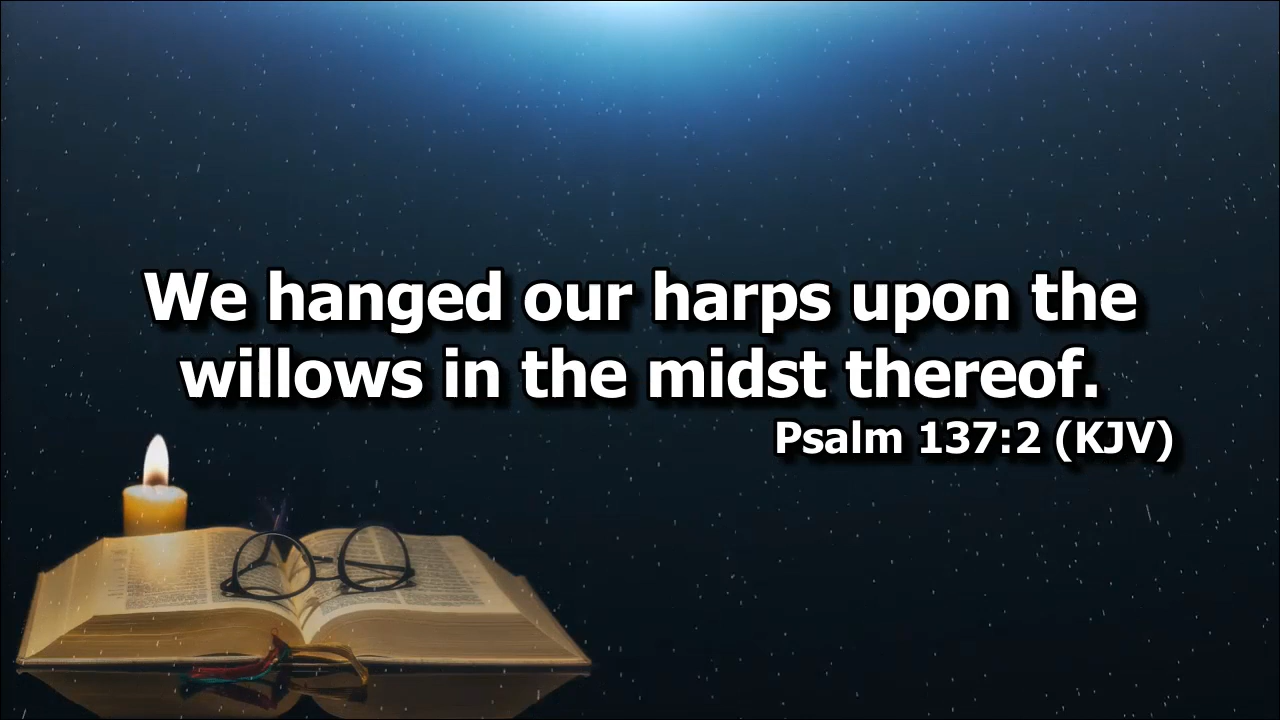 We hanged our harps upon the
willows in the midst thereof.
Psalm 137:2 (KJV)